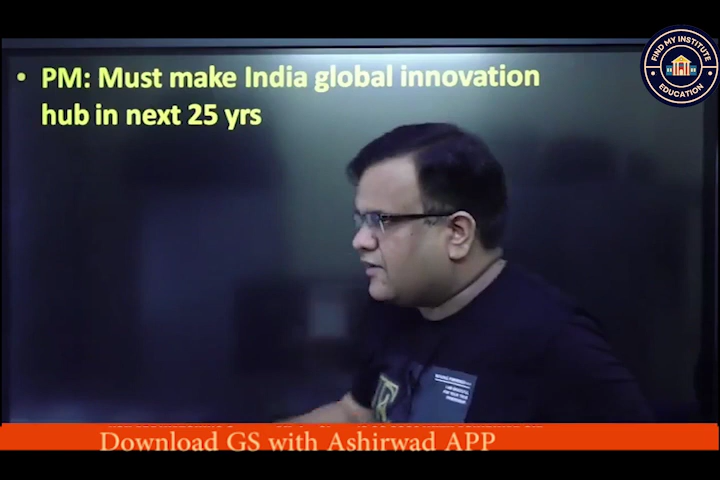 • PM: Must make India global innovation
hub in next 25 yrs
FIND MY INSTITUTE
EDUCATION
Download GS with Ashirwad APP